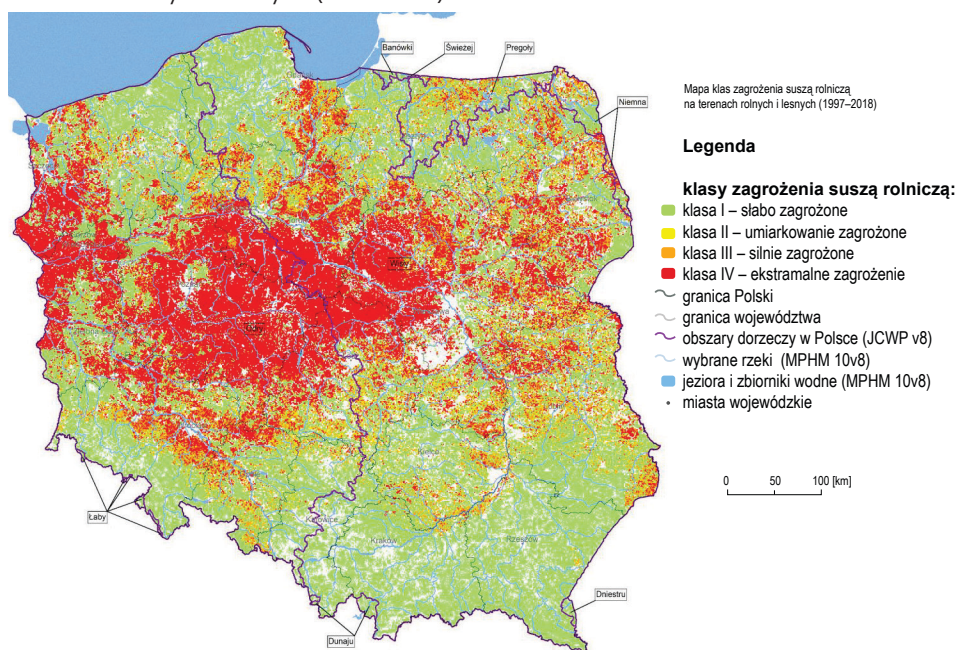 Banówki
Świeżej
Pregoły
Niemna
Łaby
Dunaju
Dniestru
Wisły
Odry
Katowice
Kraków
Rzeszów
Kielce
Mapa klas zagrożenia suszą rolniczą
na terenach rolnych i lesnych (1997–2018)
Legenda
klasy zagrożenia suszą rolniczą:
klasa I – słabo zagrożone
klasa II – umiarkowanie zagrożone
klasa III – silnie zagrożone
klasa IV – ekstramalne zagrożenie
granica Polski
granica województwa
obszary dorzeczy w Polsce (JCWP v8)
wybrane rzeki (MPHM 10v8)
jeziora i zbiorniki wodne (MPHM 10v8)
miasta wojewódzkie
0 50 100 [km]